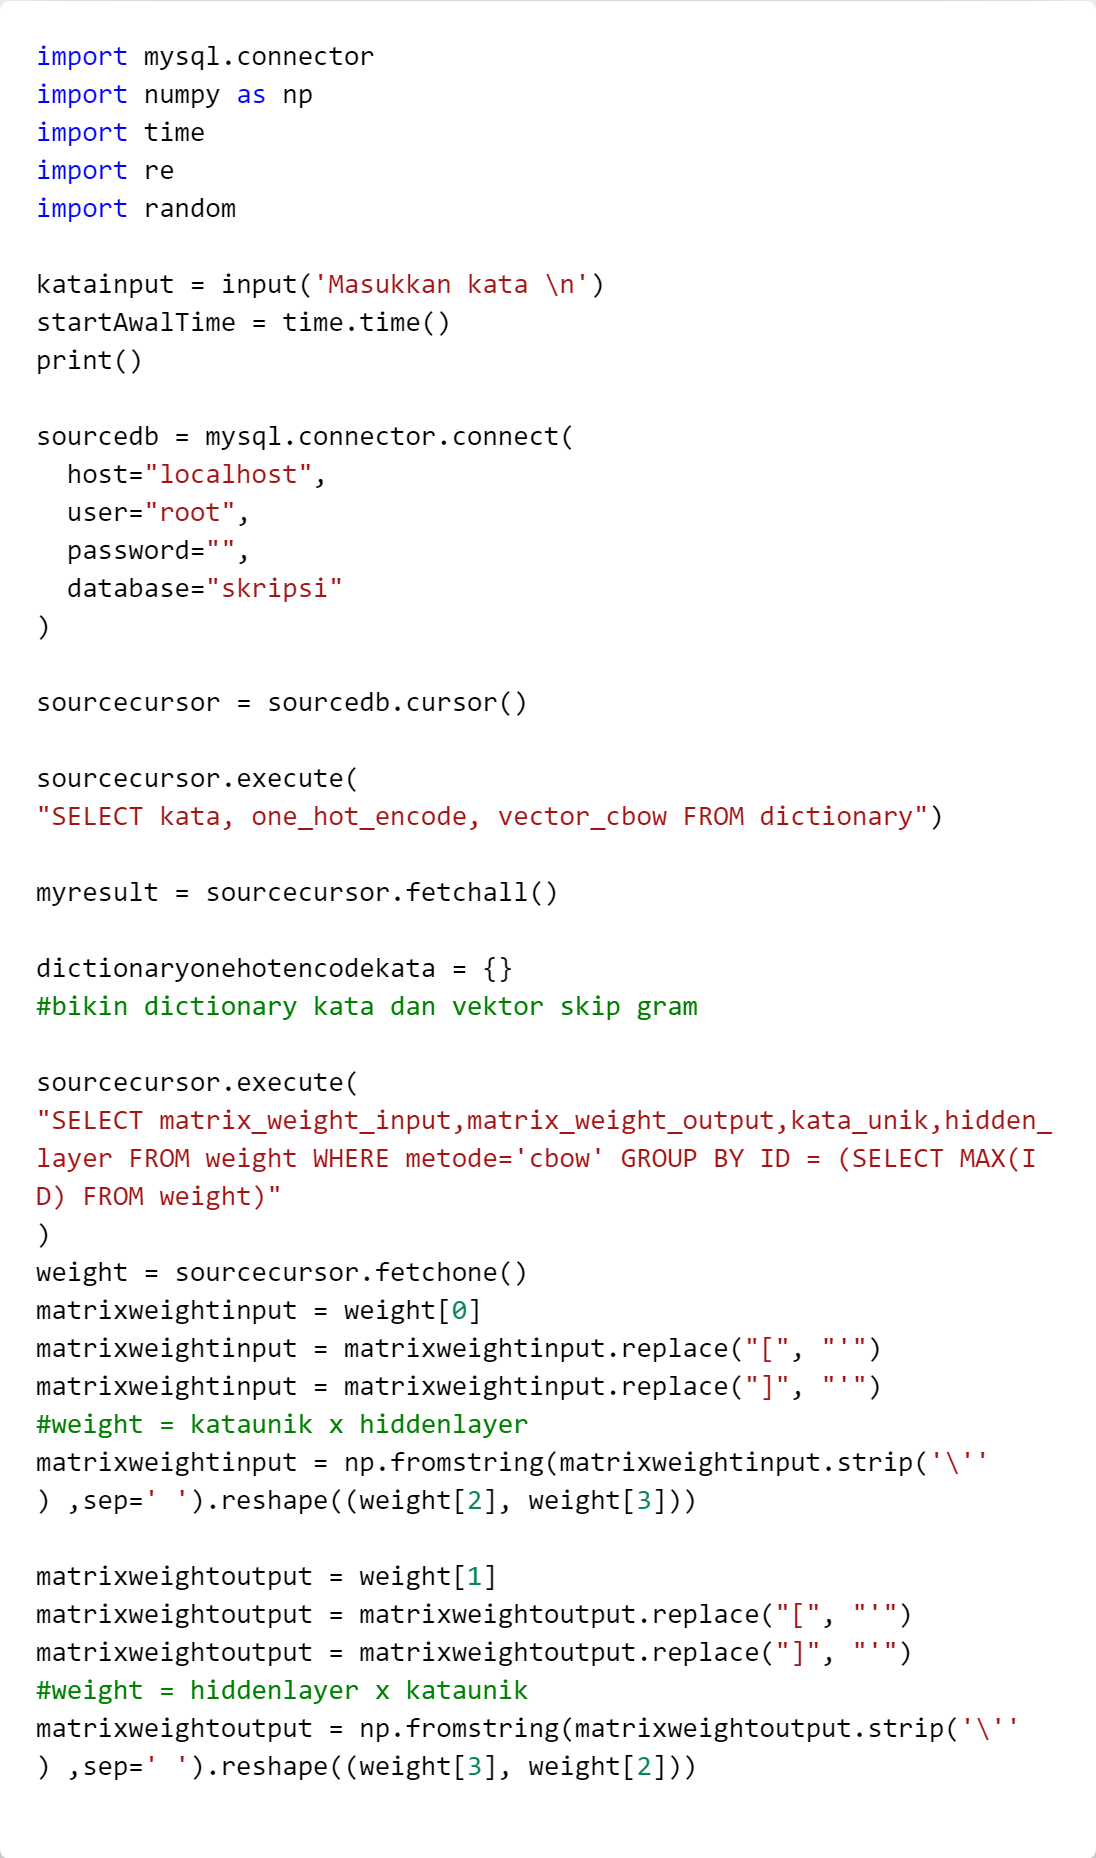 import mysql.connector
import numpy as np
import time
import re
import random

katainput = input('Masukkan kata \n')
startAwalTime = time.time()
print()

sourcedb = mysql.connector.connect(
  host="localhost",
  user="root",
  password="",
  database="skripsi"
)

sourcecursor = sourcedb.cursor()

sourcecursor.execute(
"SELECT kata, one_hot_encode, vector_cbow FROM dictionary")

myresult = sourcecursor.fetchall()

dictionaryonehotencodekata = {}
#bikin dictionary kata dan vektor skip gram

sourcecursor.execute(
"SELECT matrix_weight_input,matrix_weight_output,kata_unik,hidden_
layer FROM weight WHERE metode='cbow' GROUP BY ID = (SELECT MAX(I
D) FROM weight)"
)
weight = sourcecursor.fetchone()
matrixweightinput = weight[0]
matrixweightinput = matrixweightinput.replace("[", "'")
matrixweightinput = matrixweightinput.replace("]", "'")
#weight = kataunik x hiddenlayer
matrixweightinput = np.fromstring(matrixweightinput.strip('\''
) ,sep=' ').reshape((weight[2], weight[3]))

matrixweightoutput = weight[1]
matrixweightoutput = matrixweightoutput.replace("[", "'")
matrixweightoutput = matrixweightoutput.replace("]", "'")
#weight = hiddenlayer x kataunik
matrixweightoutput = np.fromstring(matrixweightoutput.strip('\''
) ,sep=' ').reshape((weight[3], weight[2]))